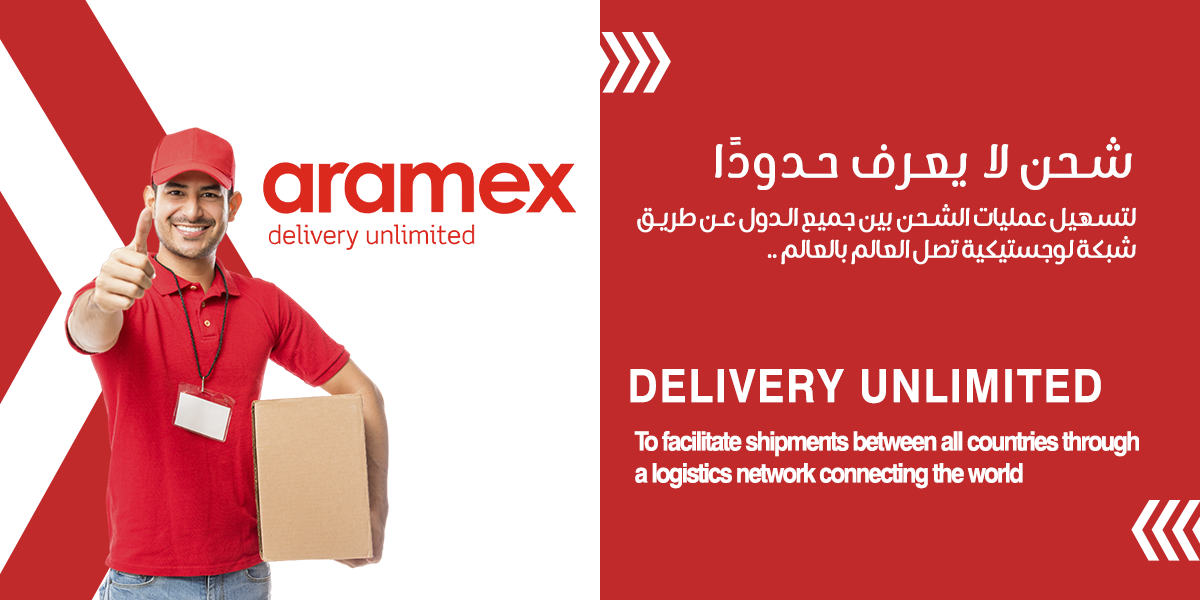 aramex
delivery unlimited
شحن لا يعرف حدودًا
لتسهيل عمليات الشحن بين جميع الدول عن طريق
شبكة لوجستيكية تصل العالم بالعالم ..
DELIVERY UNLIMITED
To facilitate shipments between all countries through
a logistics network connecting the world